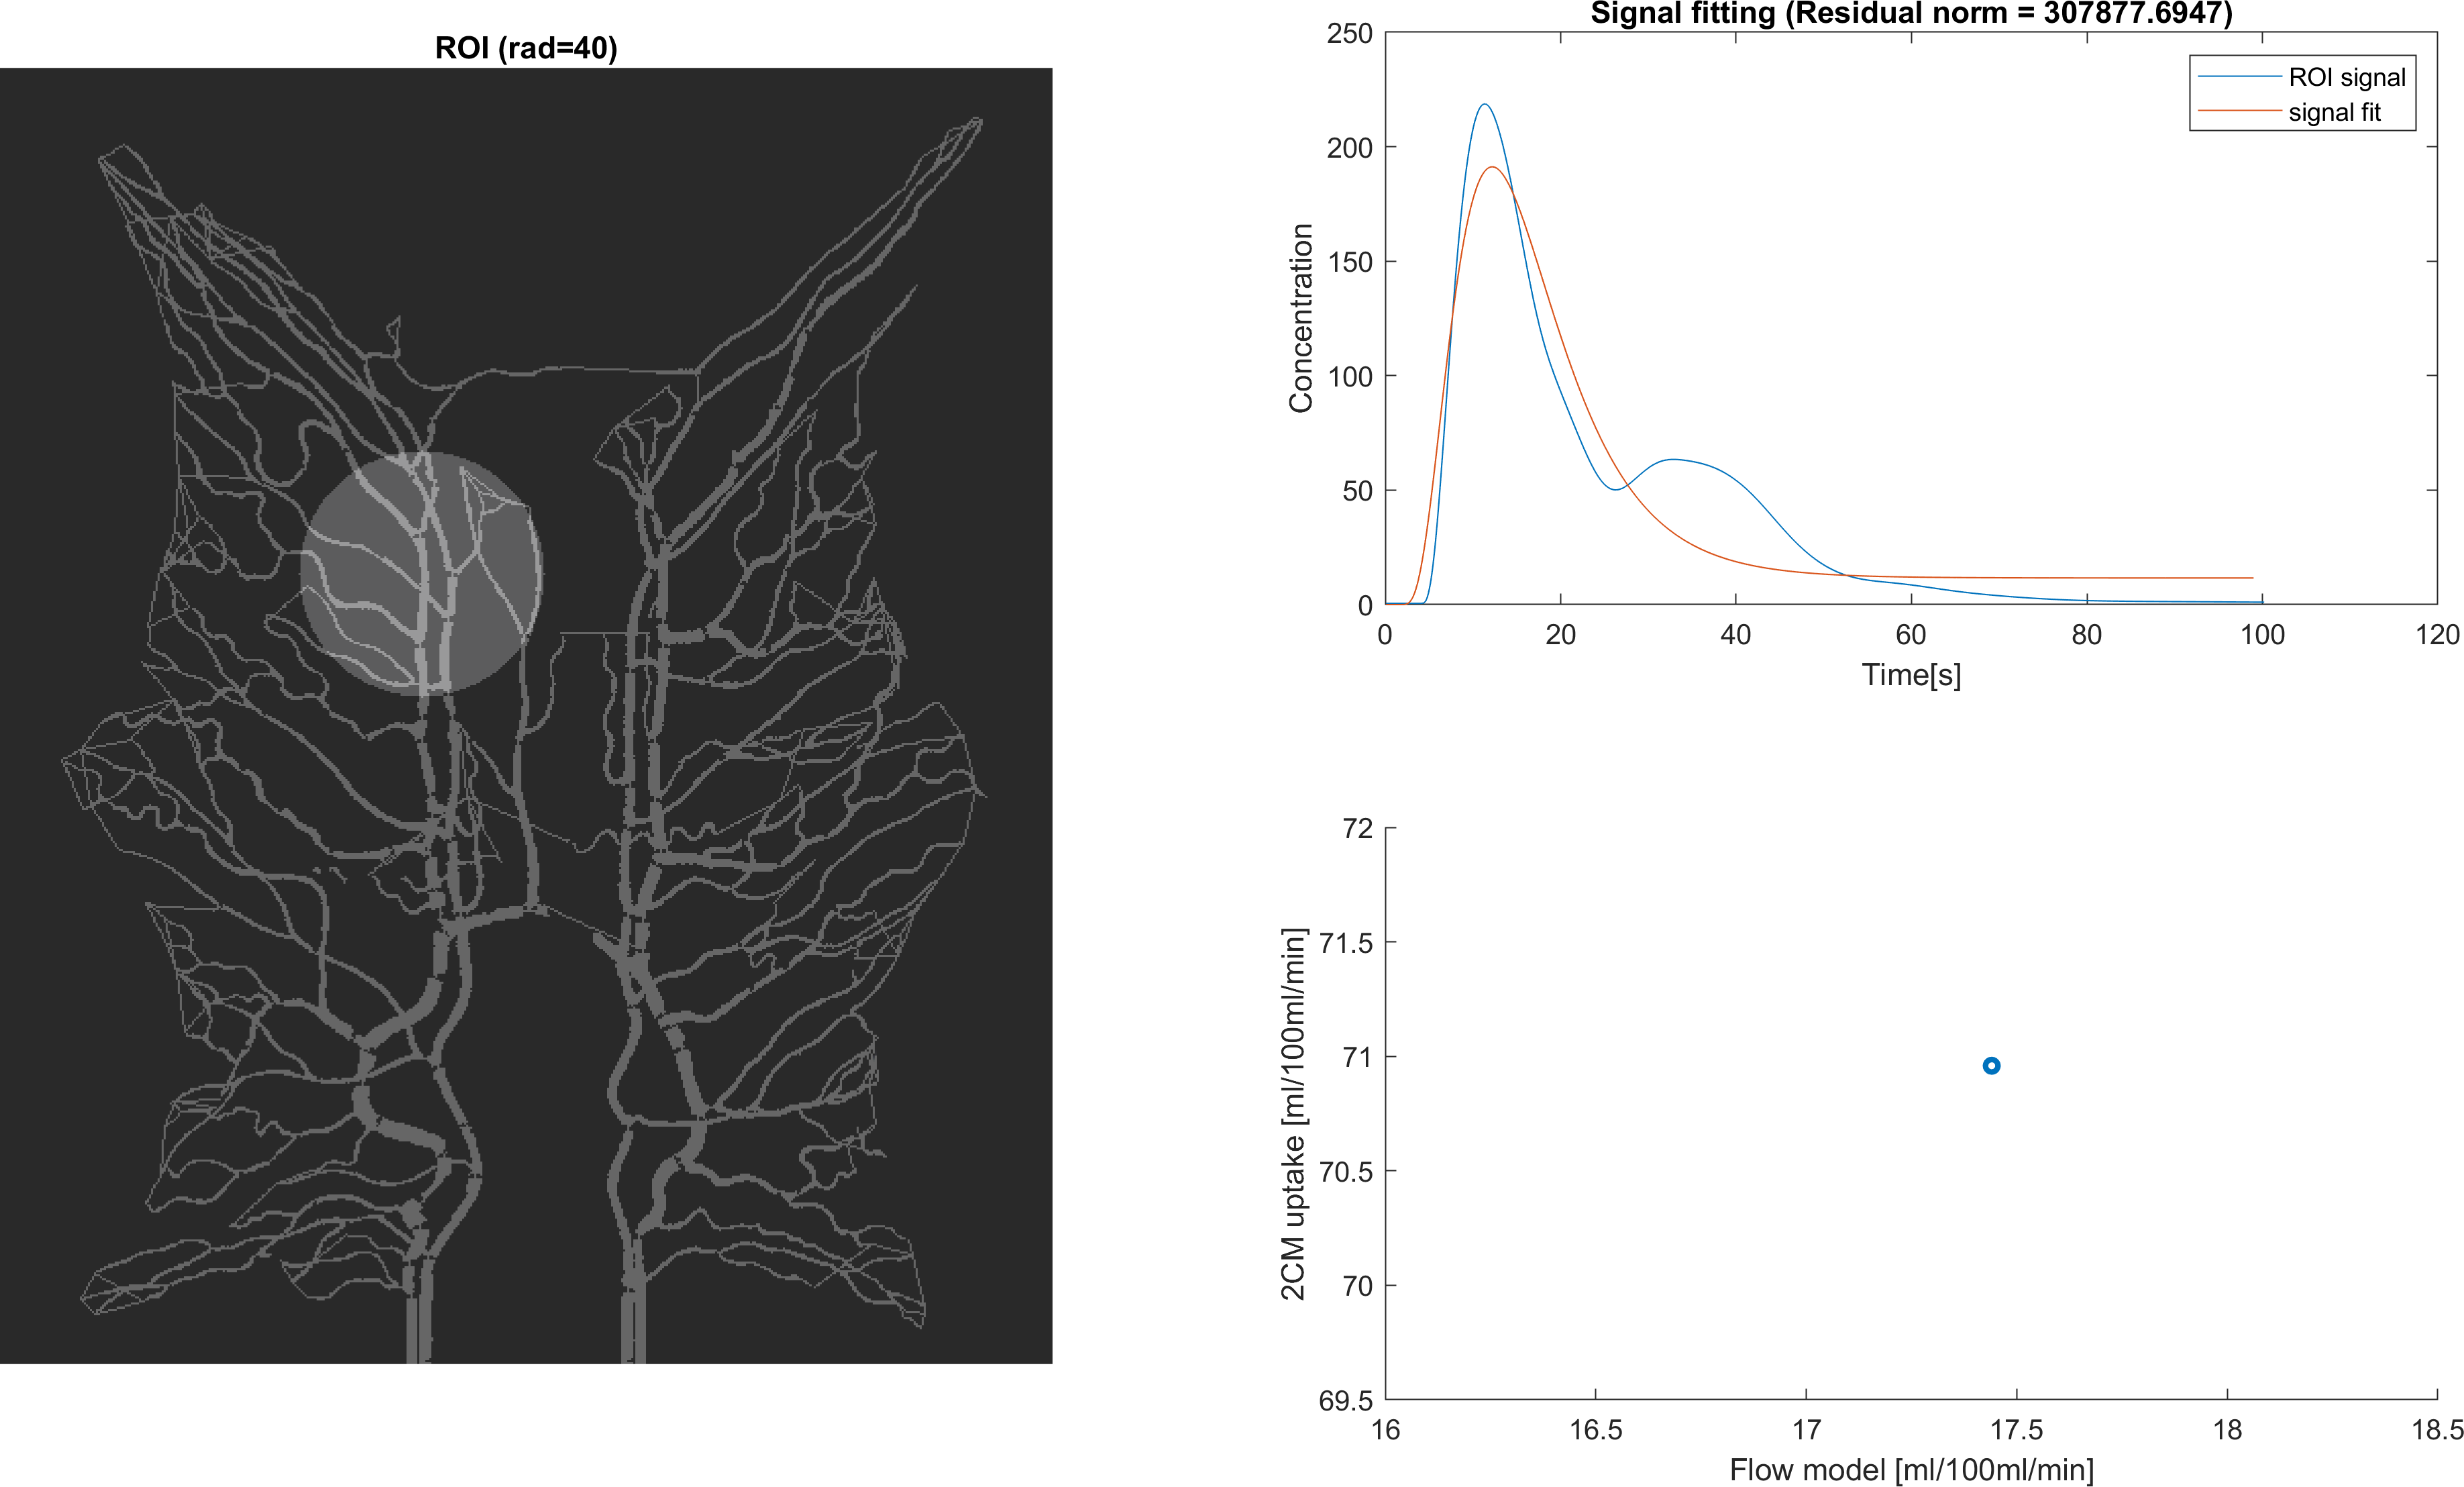 ROI (rad=40)
Signal fitting (Residual norm = 307877.6947)
250
200
150
100
50
0
Concentration
ROI signal
signal fit
0 20 40 60 80 100 120
Time[s]
72
71.5
71
70.5
70
69.5
2CM uptake [ml/100ml/min]
16 16.5 17 17.5 18 18.5
Flow model [ml/100ml/min]